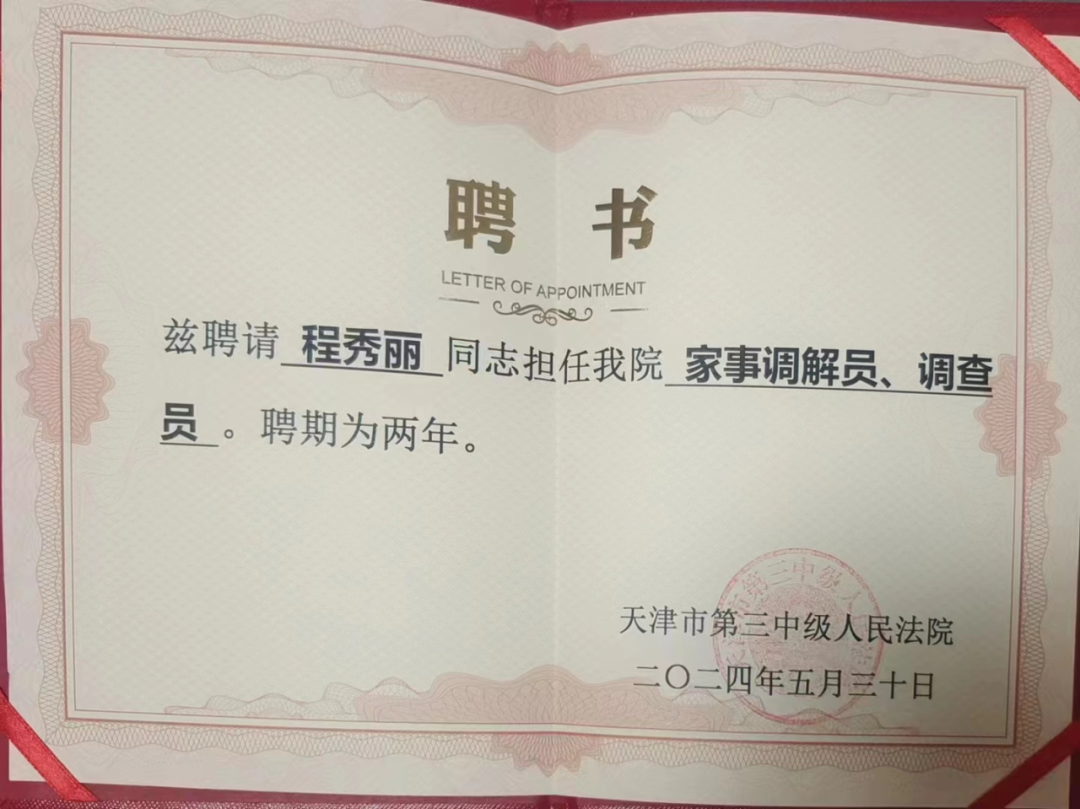 聘 书
LETTER OF APPOINTMENT
兹聘请 程秀丽 同志担任我院 家事调解员、调查
员 。聘期为两年。
天津市第三中级人民法院
二〇二四年五月三十日